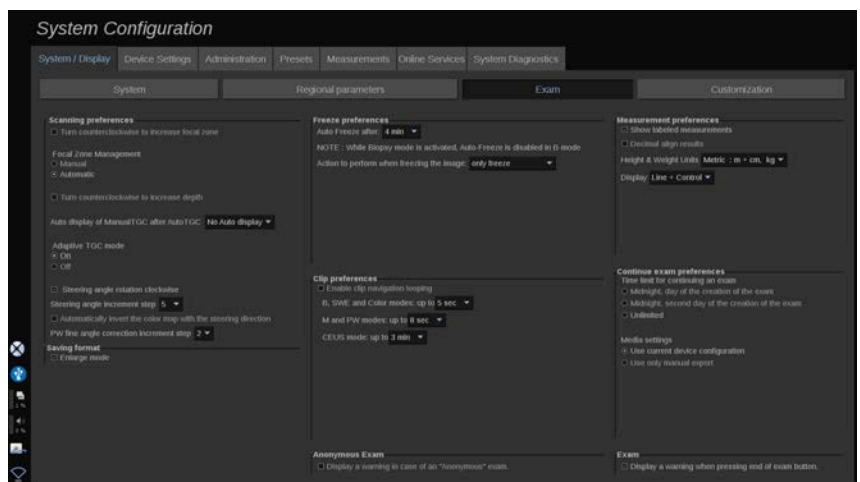 System Configuration
System / Display
Device Settings
Administration
Presets
Measurements
Online Services
System Diagnostics
System
Regional parameters
Exam
Customization
Scanning preferences
Turn counterclockwise to increase focal zone
Focal Zone Management
Manual
Automatic
Turn counterclockwise to increase depth
Auto display of ManualTGC after AutoTGC No Auto display
Adaptive TGC mode
On
Off
Steering angle rotation clockwise
Steering angle increment step 5
Automatically invert the color map with the steering direction
PW fine angle correction increment step 2
Saving format
Enlarge mode
Freeze preferences
Auto Freeze after: 4 min
NOTE : While Biopsy mode is activated, Auto-Freeze is disabled in B mode
Action to perform when freezing the image: only freeze
Clip preferences
Enable clip navigation looping
B, SWE and Color modes: up to 5 sec
M and PW modes: up to 8 sec
CEUS mode: up to 3 min
Anonymous Exam
Display a warning in case of an "Anonymous" exam.
Measurement preferences
Show labeled measurements
Decimal align results
Height & Weight Units Metric : m + cm, kg
Display Line + Control
Continue exam preferences
Time limit for continuing an exam
Midnight, day of the creation of the exam
Midnight, second day of the creation of the exam
Unlimited
Media settings
Use current device configuration
Use only manual export
Exam
Display a warning when pressing end of exam button.